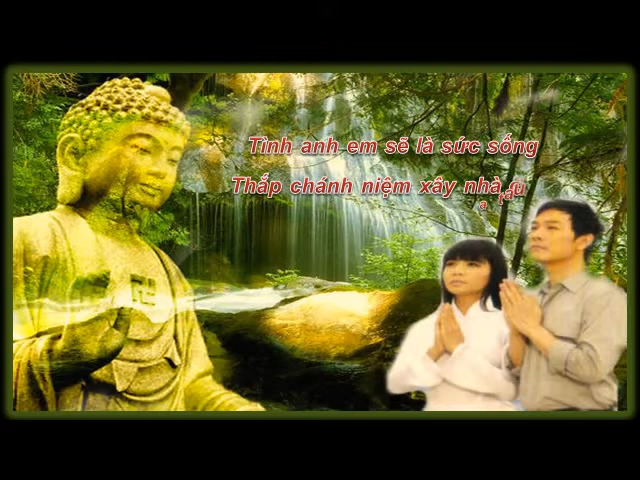 Tình anh em sẽ là sức sống
Thắp chánh niệm xây nhà